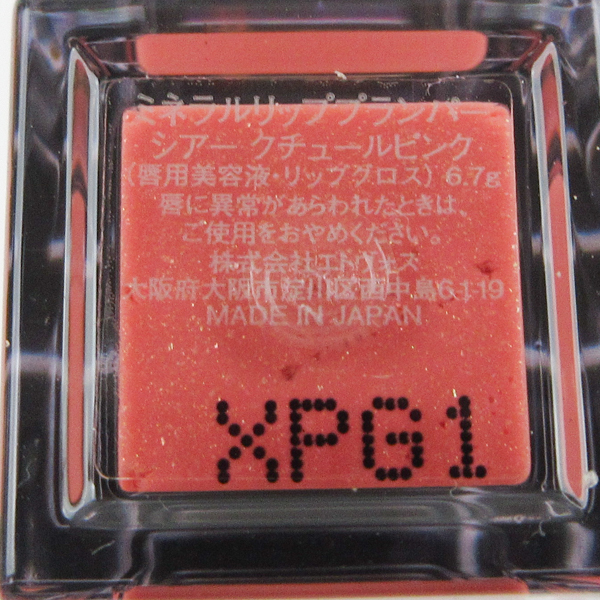 ミネラルリッププランパー
シアー クチュールピンク
(唇用美容液・リップグロス) 6.7g
唇に異常があらわれたときは、
ご使用をおやめください。
株式会社エトヴォス
大阪府大阪市淀川区西中島6-1-19
MADE IN JAPAN
XPG1